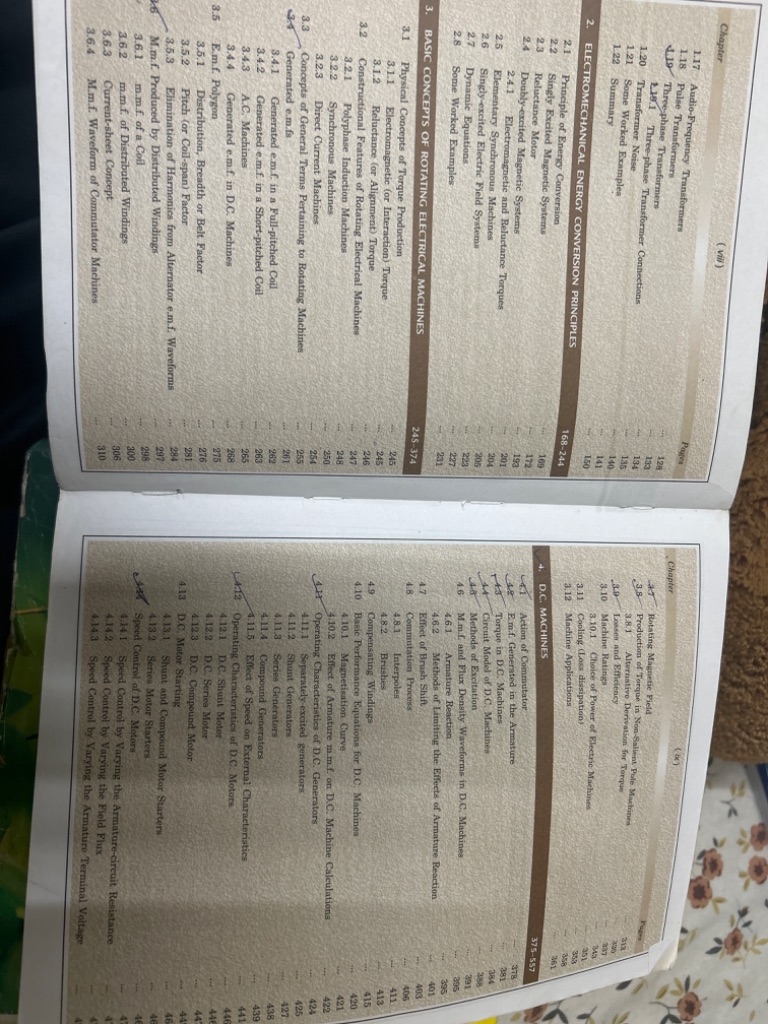 ( viii )
Chapter Pages
1.17 Audio-Frequency Transformers ... 128
1.18 Pulse Transformers ... 132
1.19 Three-phase Transformers ... 134
1.19.1 Three-phase Transformer Connections ... 135
1.20 Transformer Noise ... 140
1.21 Some Worked Examples ... 141
1.22 Summary ... 150
2. ELECTROMECHANICAL ENERGY CONVERSION PRINCIPLES 168-244
2.1 Principle of Energy Conversion ... 169
2.2 Singly Excited Magnetic Systems ... 172
2.3 Reluctance Motor ... 193
2.4 Doubly-excited Magnetic Systems ... 201
2.4.1 Electromagnetic and Reluctance Torques ... 204
2.5 Elementary Synchronous Machines ... 205
2.6 Singly-excited Electric Field Systems ... 223
2.7 Dynamic Equations ... 227
2.8 Some Worked Examples ... 231
3. BASIC CONCEPTS OF ROTATING ELECTRICAL MACHINES 245-374
3.1 Physical Concepts of Torque Production ... 245
3.1.1 Electromagnetic (or Interaction) Torque ... 245
3.1.2 Reluctance (or Alignment) Torque ... 246
3.2 Constructional Features of Rotating Electrical Machines ... 247
3.2.1 Polyphase Induction Machines ... 248
3.2.2 Synchronous Machines ... 250
3.2.3 Direct Current Machines ... 254
3.3 Concepts of General Terms Pertaining to Rotating Machines ... 255
3.4 Generated e.m.fs ... 261
3.4.1 Generated e.m.f. in a Full-pitched Coil ... 262
3.4.2 Generated e.m.f. in a Short-pitched Coil ... 263
3.4.3 A.C. Machines ... 265
3.4.4 Generated e.m.f. in D.C. Machines ... 268
3.5 E.m.f. Polygon ... 275
3.5.1 Distribution, Breadth or Belt Factor ... 276
3.5.2 Pitch (or Coil-span) Factor ... 281
3.5.3 Elimination of Harmonics from Alternator e.m.f. Waveforms ... 284
M.m.f. Produced by Distributed Windings ... 297
3.6.1 m.m.f. of a Coil ... 298
3.6.2 m.m.f. of Distributed Windings ... 300
3.6.3 Current-sheet Concept ... 306
3.6.4 M.m.f. Waveform of Commutator Machines ... 310
( ix )
Chapter Pages
3.7 Rotating Magnetic Field ... 313
3.8 Production of Torque in Non-Salient Pole Machines ... 330
3.8.1 Alternative Derivation for Torque ... 337
3.9 Losses and Efficiency ... 343
3.10 Machine Ratings ... 351
3.10.1 Choice of Power of Electric Machines ... 353
3.11 Cooling (Loss dissipation) ... 358
3.12 Machine Applications ... 361
4. D.C. MACHINES 375-557
4.1 Action of Commutator ... 378
4.2 E.m.f. Generated in the Armature ... 381
4.3 Torque in D.C. Machines ... 384
4.4 Circuit Model of D.C. Machines ... 388
4.5 Methods of Excitation ... 391
4.6 M.m.f. and Flux Density Waveforms in D.C. Machines ... 395
4.6.1 Armature Reaction ... 395
4.6.2 Methods of Limiting the Effects of Armature Reaction ... 401
4.7 Effect of Brush Shift ... 403
4.8 Commutation Process ... 406
4.8.1 Interpoles ... 411
4.8.2 Brushes ... 413
4.9 Compensating Windings ... 415
4.10 Basic Performance Equations for D.C. Machines ... 420
4.10.1 Magnetisation Curve ... 421
4.10.2 Effect of Armature m.m.f. on D.C. Machine Calculations ... 422
4.11 Operating Characteristics of D.C. Generators ... 424
4.11.1 Separately-excited generators ... 425
4.11.2 Shunt Generators ... 427
4.11.3 Series Generators ... 438
4.11.4 Compound Generators ... 439
4.11.5 Effect of Speed on External Characteristics ... 441
4.12 Operating Characteristics of D.C. Motors ...
4.12.1 D.C. Shunt Motor ...
4.12.2 D.C. Series Motor ...
4.12.3 D.C. Compound Motor ...
4.13 D.C. Motor Starting ...
4.13.1 Shunt and Compound Motor Starters ...
4.13.2 Series Motor Starters ...
Speed Control of D.C. Motors ...
4.14.1 Speed Control by Varying the Armature-circuit Resistance ...
4.14.2 Speed Control by Varying the Field Flux ...
4.14.3 Speed Control by Varying the Armature Terminal Voltage ...